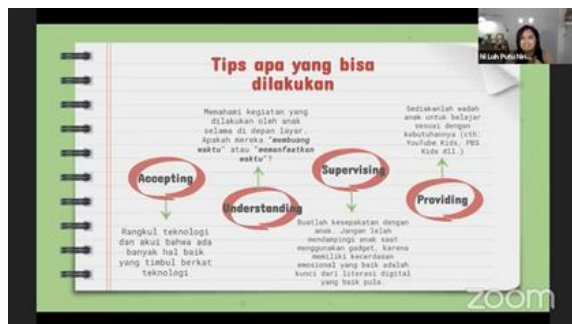 Tips apa yang bisa
dilakukan
Ni Luh Putu
Memahami kegiatan yang
dilakukan oleh anak
selama di depan layar.
Apakah mereka "membuang
waktu" atau "memanfaatkan
waktu"?
Sediakanlah wadah
anak untuk belajar
sesuai dengan
kebutuhannya (cth:
YouTube Kids, PBS
Kids dll.)
Accepting
Understanding
Supervising
Providing
Rangkul teknologi
dan akui bahwa ada
banyak hal baik
yang timbul berkat
teknologi
Buatlah kesepakatan dengan
anak. Jangan lelah
mendampingi anak saat
menggunakan gadget, karena
memiliki kecerdasan
emosional yang baik adalah
kunci dari literasi digital
yang baik pula.
zoom